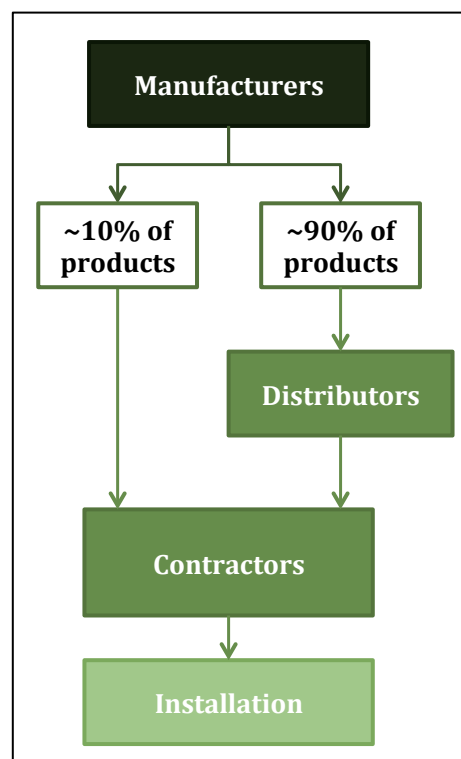 Manufacturers
~10% of
products
~90% of
products
Distributors
Contractors
Installation